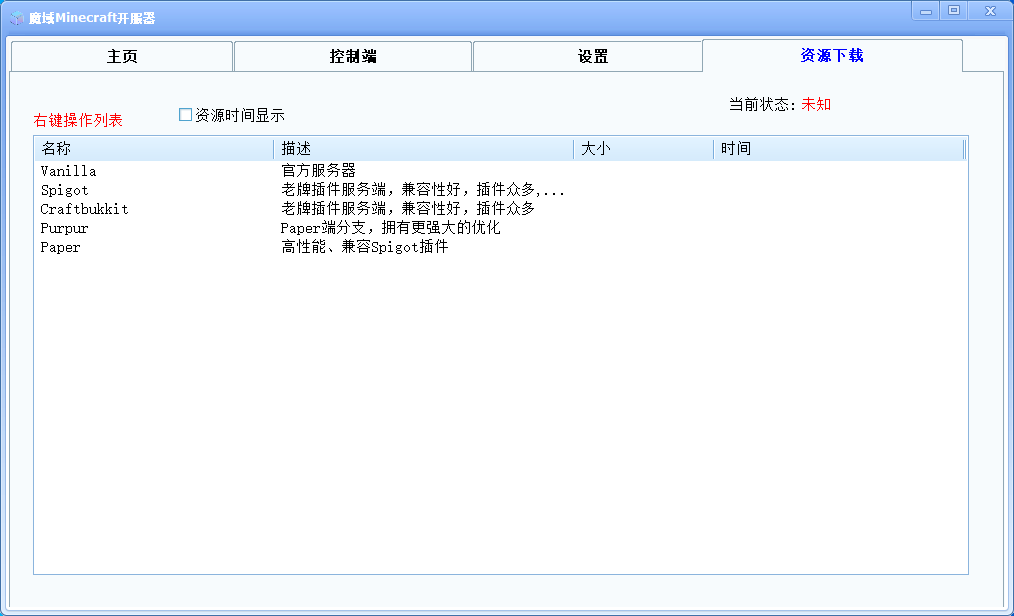 魔域Minecraft开服器
主页 控制端 设置 资源下载
当前状态: 未知
右键操作列表 资源时间显示
名称 描述 大小 时间
Vanilla 官方服务器
Spigot 老牌插件服务端，兼容性好，插件众多,...
Craftbukkit 老牌插件服务端，兼容性好，插件众多
Purpur Paper端分支，拥有更强大的优化
Paper 高性能、兼容Spigot插件